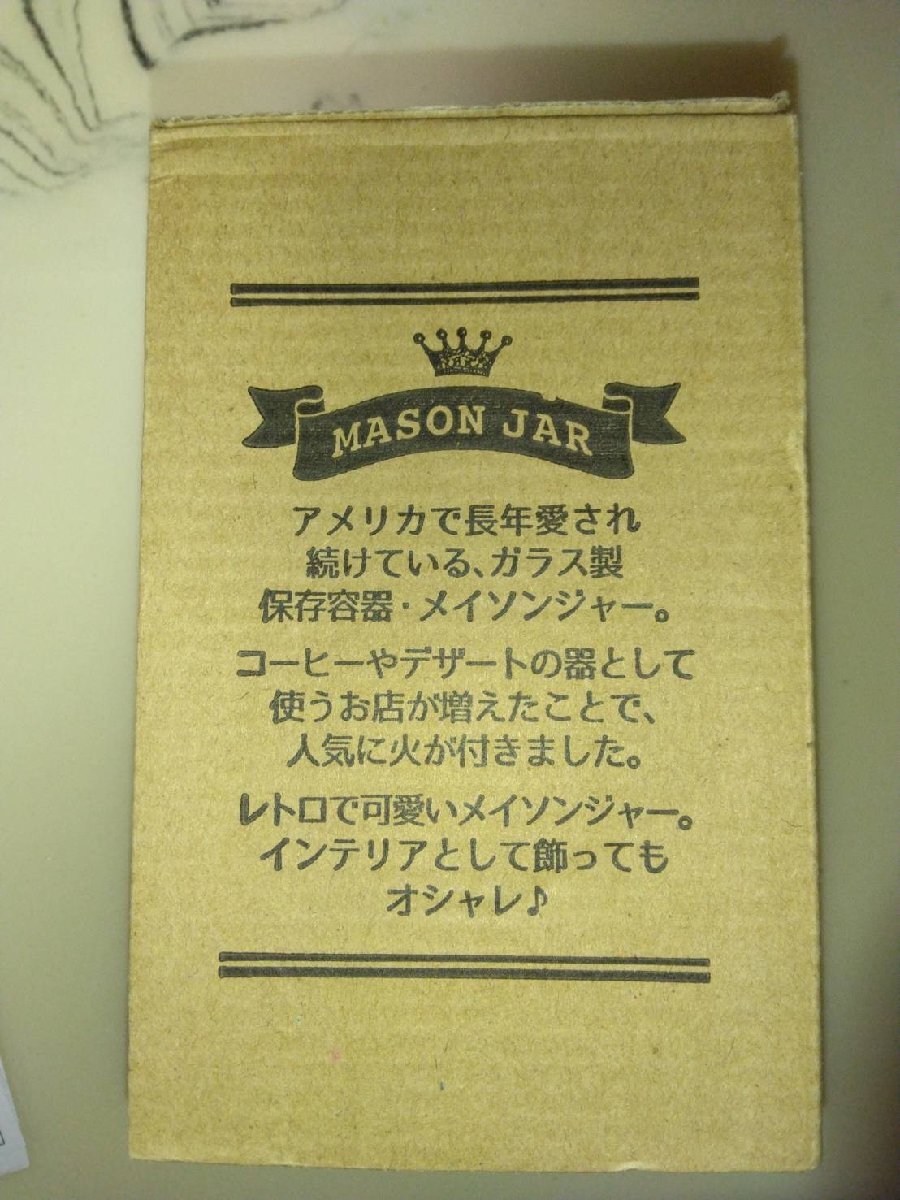 MASON JAR
アメリカで長年愛され
続けている、ガラス製
保存容器・メイソンジャー。
コーヒーやデザートの器として
使うお店が増えたことで、
人気に火が付きました。
レトロで可愛いメイソンジャー。
インテリアとして飾っても
オシャレ♪